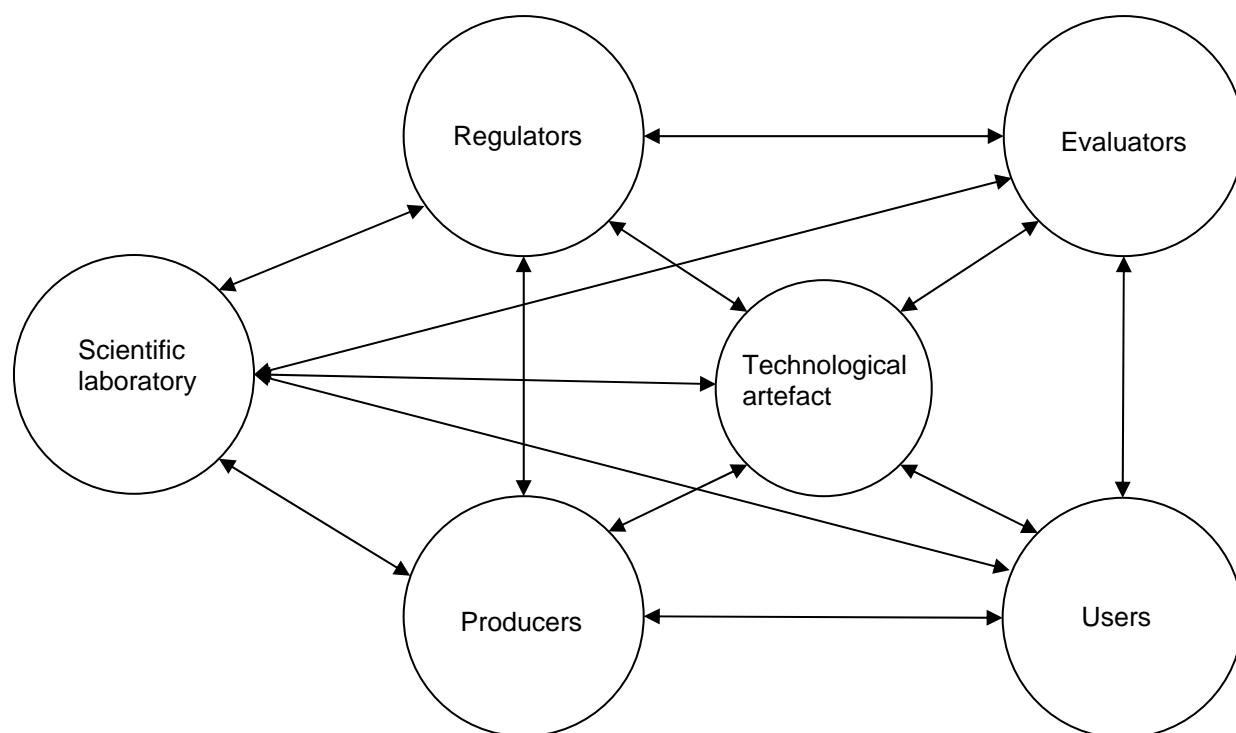 Regulators
Evaluators
Scientific
laboratory
Technological
artefact
Producers
Users